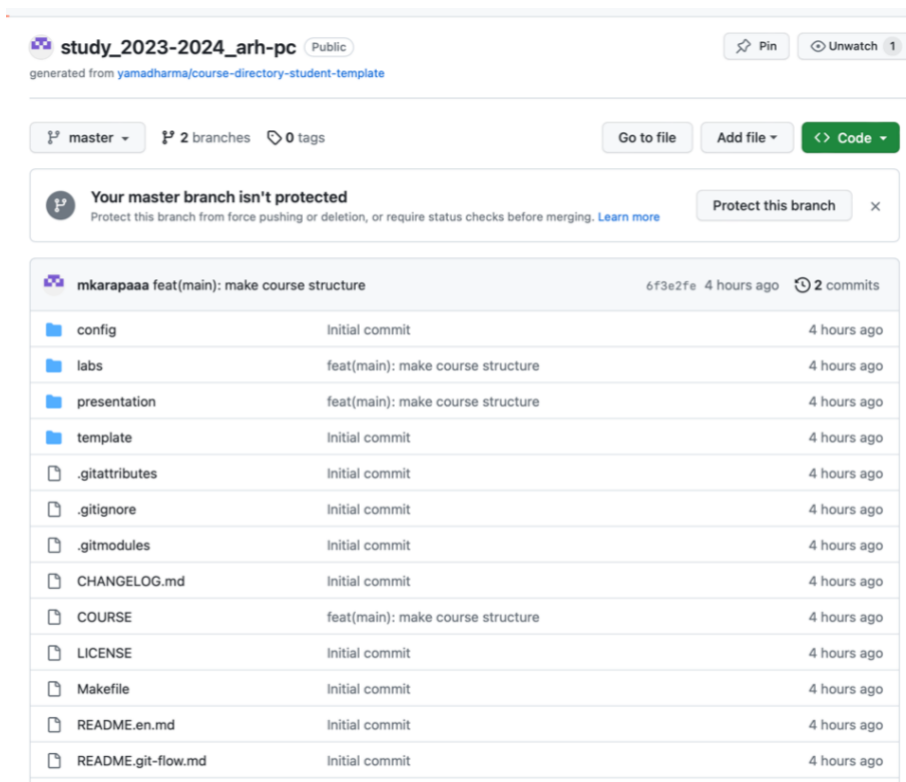 study_2023-2024_arh-pc Public Pin Unwatch 1
generated from yamadharma/course-directory-student-template
master 2 branches 0 tags Go to file Add file <> Code
Your master branch isn't protected
Protect this branch from force pushing or deletion, or require status checks before merging. Learn more Protect this branch ×
mkarapaaa feat(main): make course structure 6f3e2fe 4 hours ago 2 commits
config Initial commit 4 hours ago
labs feat(main): make course structure 4 hours ago
presentation feat(main): make course structure 4 hours ago
template Initial commit 4 hours ago
.gitattributes Initial commit 4 hours ago
.gitignore Initial commit 4 hours ago
.gitmodules Initial commit 4 hours ago
CHANGELOG.md Initial commit 4 hours ago
COURSE feat(main): make course structure 4 hours ago
LICENSE Initial commit 4 hours ago
Makefile Initial commit 4 hours ago
README.en.md Initial commit 4 hours ago
README.git-flow.md Initial commit 4 hours ago